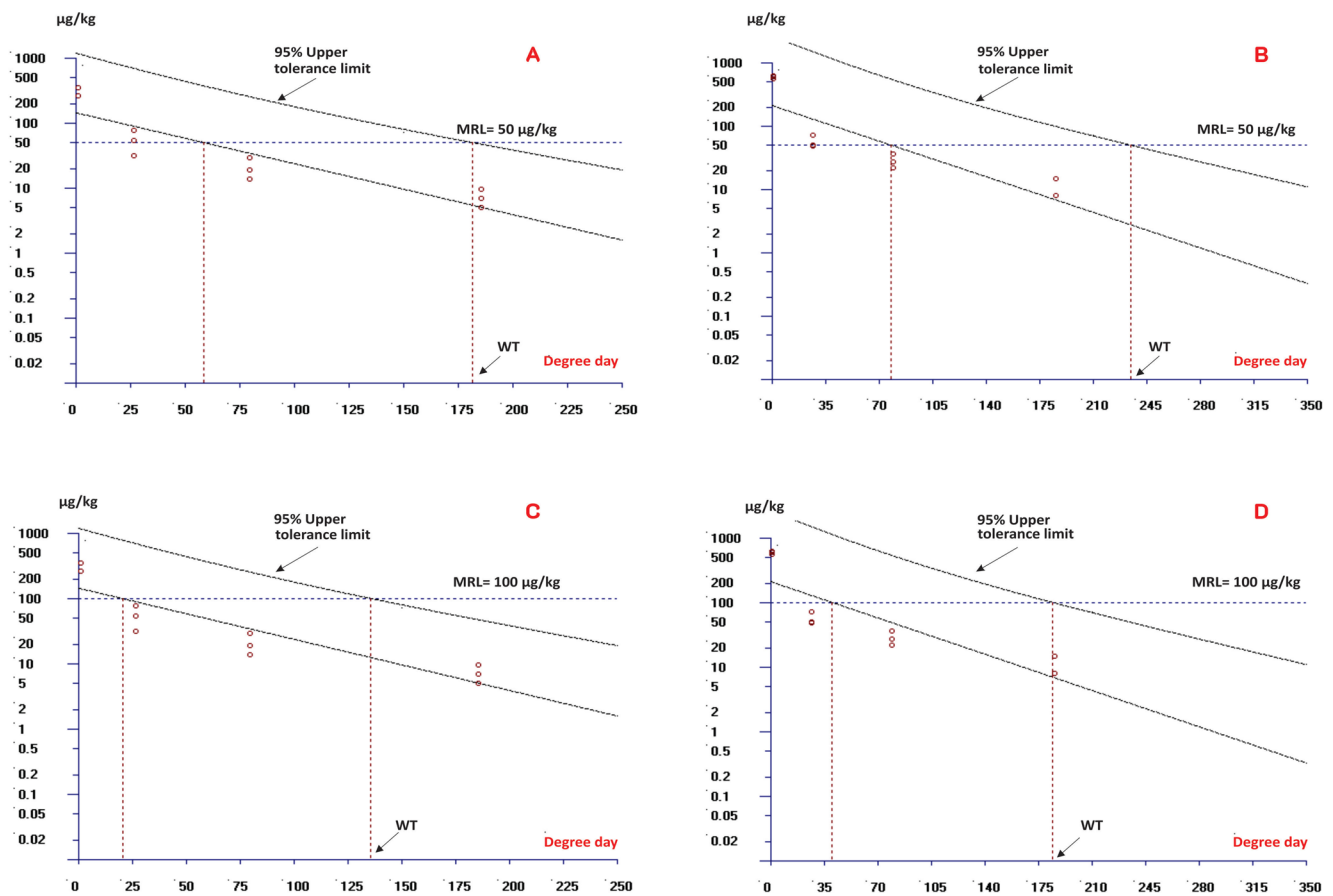 µg/kg
A
95% Upper
tolerance limit
1000
500
200
100
50
20
10
5
2
1
0.5
0.2
0.1
0.05
0.02
MRL= 50 µg/kg
WT
Degree day
0 25 50 75 100 125 150 175 200 225 250
µg/kg
B
95% Upper
tolerance limit
1000
500
200
100
50
20
10
5
2
1
0.5
0.2
0.1
0.05
0.02
MRL= 50 µg/kg
WT
Degree day
0 35 70 105 140 175 210 245 280 315 350
µg/kg
C
95% Upper
tolerance limit
1000
500
200
100
50
20
10
5
2
1
0.5
0.2
0.1
0.05
0.02
MRL= 100 µg/kg
WT
Degree day
0 25 50 75 100 125 150 175 200 225 250
µg/kg
D
95% Upper
tolerance limit
1000
500
200
100
50
20
10
5
2
1
0.5
0.2
0.1
0.05
0.02
MRL= 100 µg/kg
WT
Degree day
0 35 70 105 140 175 210 245 280 315 350